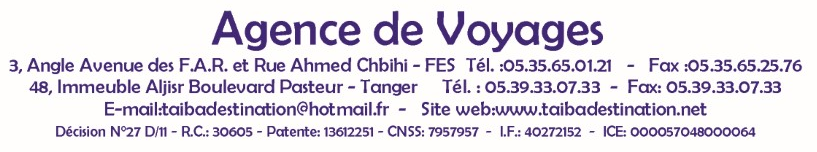 Agence de Voyages
3, Angle Avenue des F.A.R. et Rue Ahmed Chbihi - FES Tél. :05.35.65.01.21 - Fax :05.35.65.25.76
48, Immeuble Aljisr Boulevard Pasteur - Tanger Tél. : 05.39.33.07.33 - Fax: 05.39.33.07.33
E-mail:taibadestination@hotmail.fr - Site web:www.taibadestination.net
Décision N°27 D/11 - R.C.: 30605 - Patente: 13612251 - CNSS: 7957957 - I.F.: 40272152 - ICE: 000057048000064